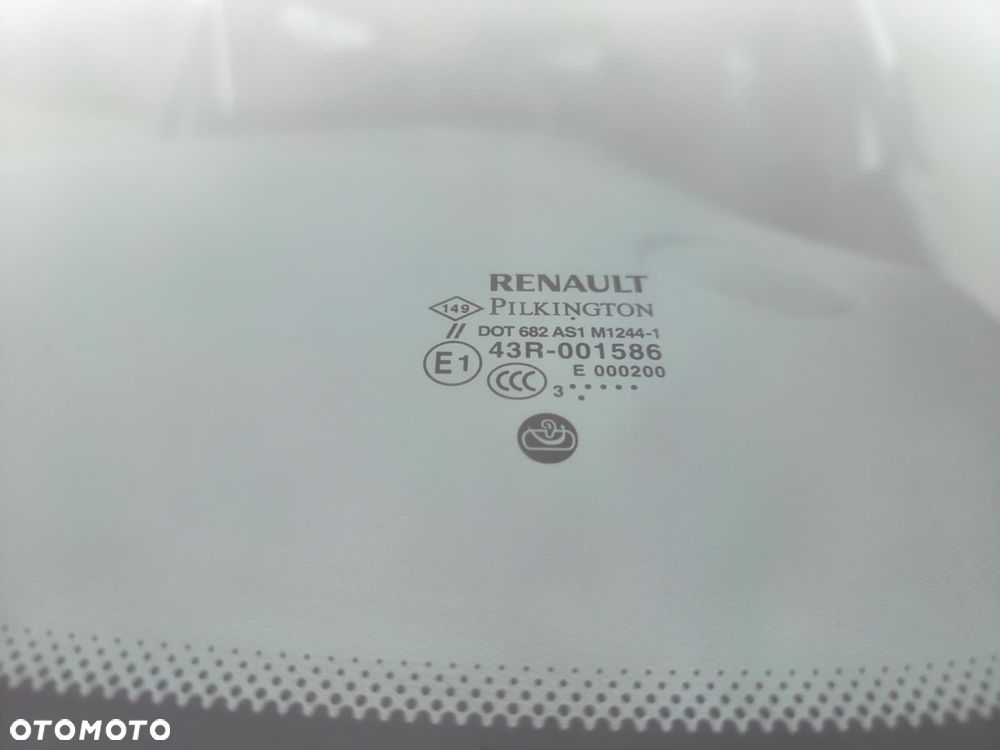 RENAULT
149 PILKINGTON
// DOT 682 AS1 M1244-1
E1 43R-001586
E 000200
CCC 3
OTOMOTO